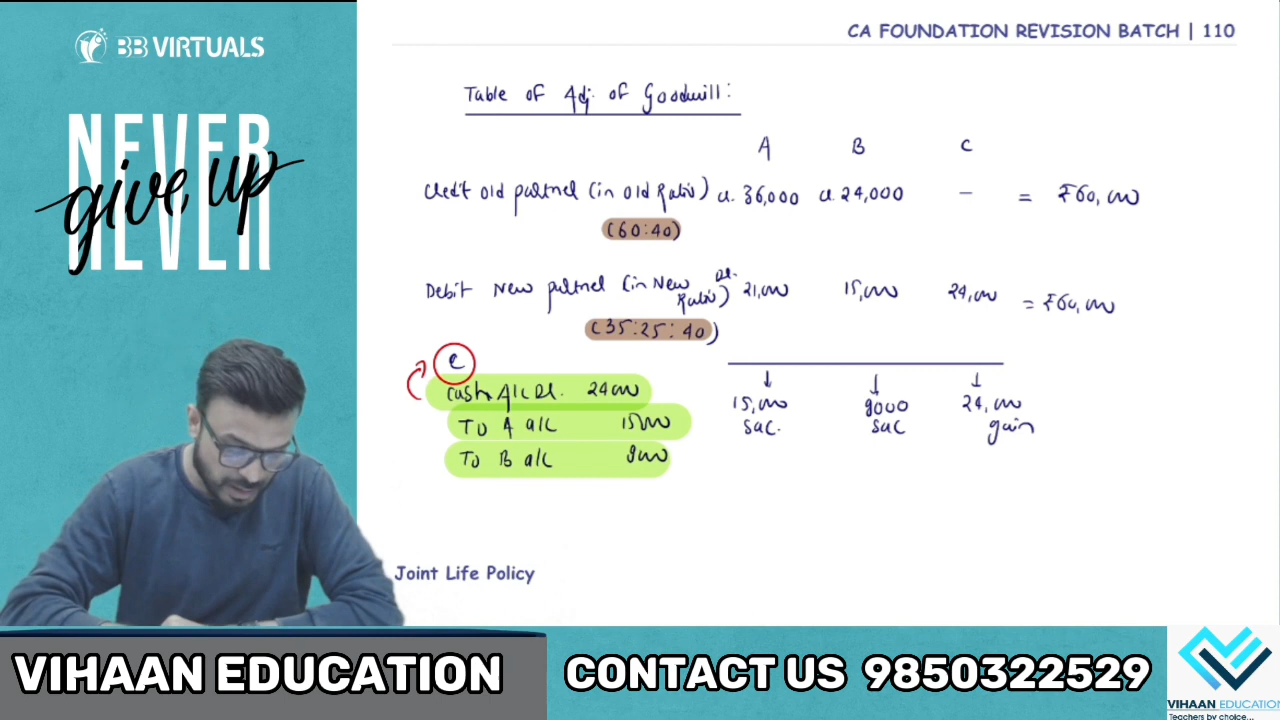 BB VIRTUALS
NEVER
give up
NEVER
CA FOUNDATION REVISION BATCH | 110
Table of Adj. of Goodwill:
A B C
Credit old partner (in old Ratio) cr. 36,000 cr. 24,000 – = ₹60,000
(60:40)
Debit New partner (in New Ratio) Dr. 21,000 15,000 24,000 = ₹60,000
(35:25:40)
C
Cash A/c Dr. 24000
To A a/c 15000
To B a/c 9000
15,000 9000 24,000
sac. sac gain
Joint Life Policy
VIHAAN EDUCATION
CONTACT US 9850322529
VIHAAN EDUCATION
Teachers by choice...